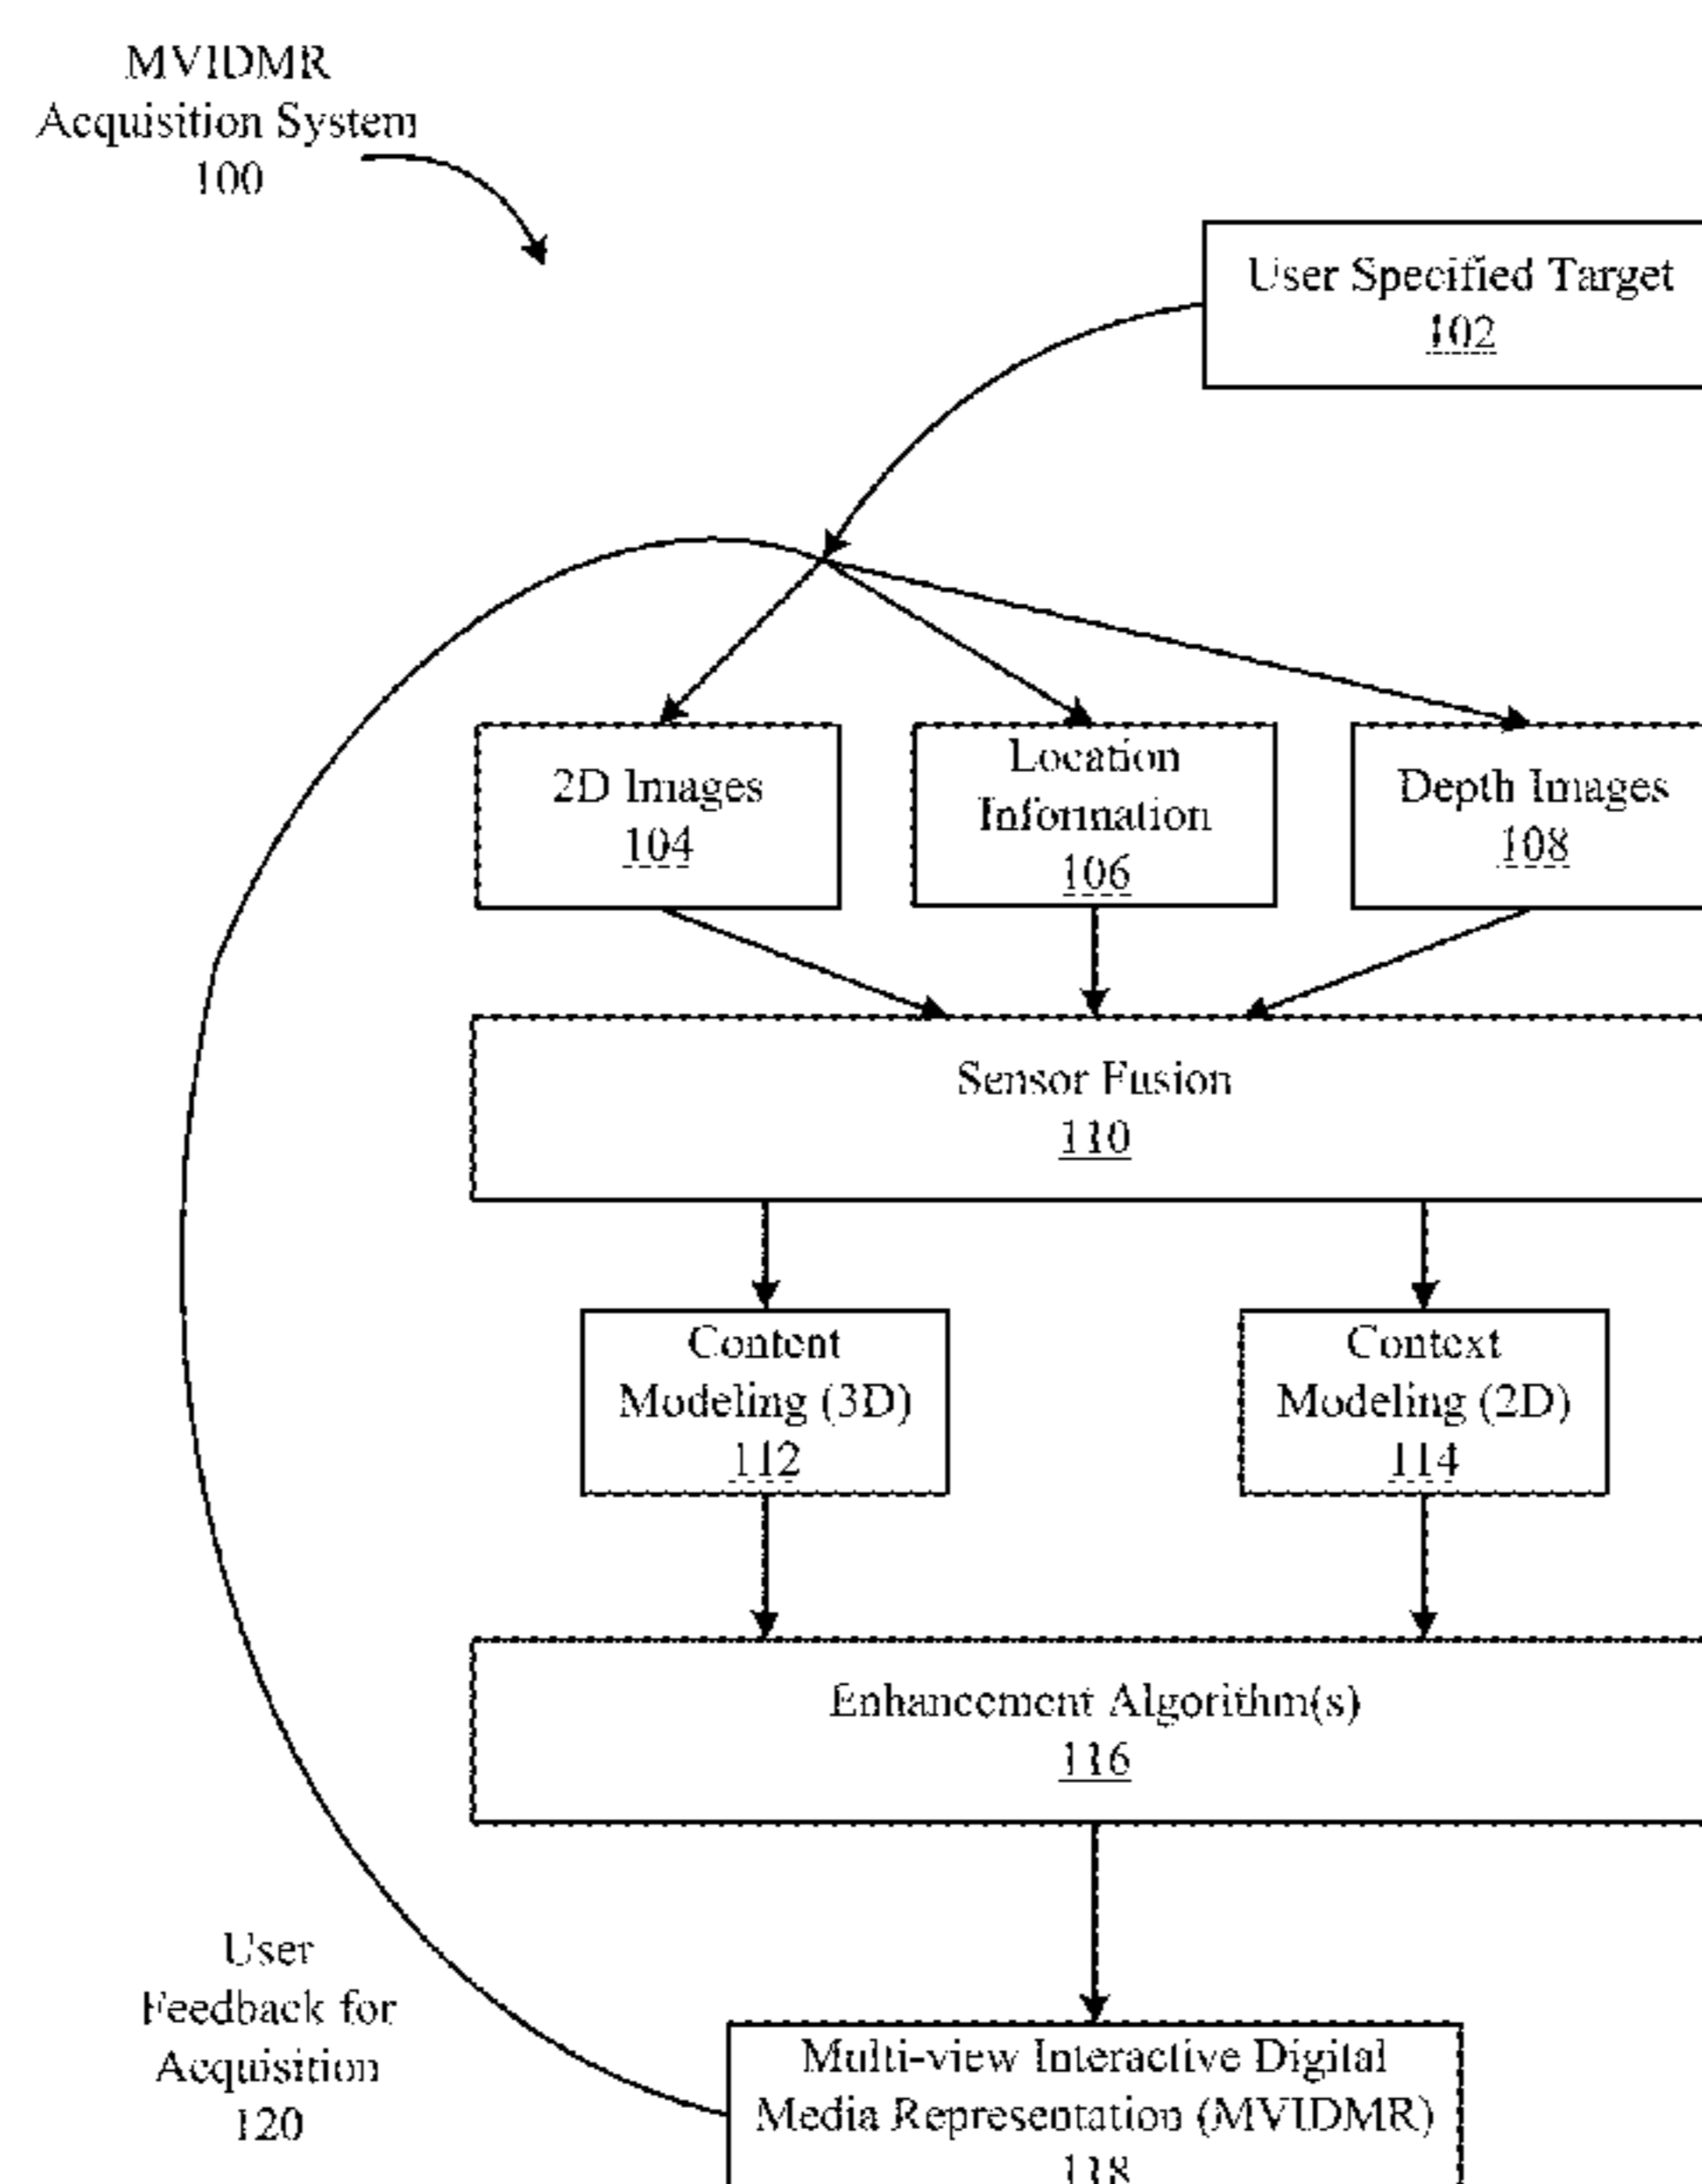 MVIDMR
Acquisition System
100
User Specified Target
102
2D Images
104
Location
Information
106
Depth Images
108
Sensor Fusion
110
Content
Modeling (3D)
112
Context
Modeling (2D)
114
Enhancement Algorithm(s)
116
User
Feedback for
Acquisition
120
Multi-view Interactive Digital
Media Representation (MVIDMR)
118